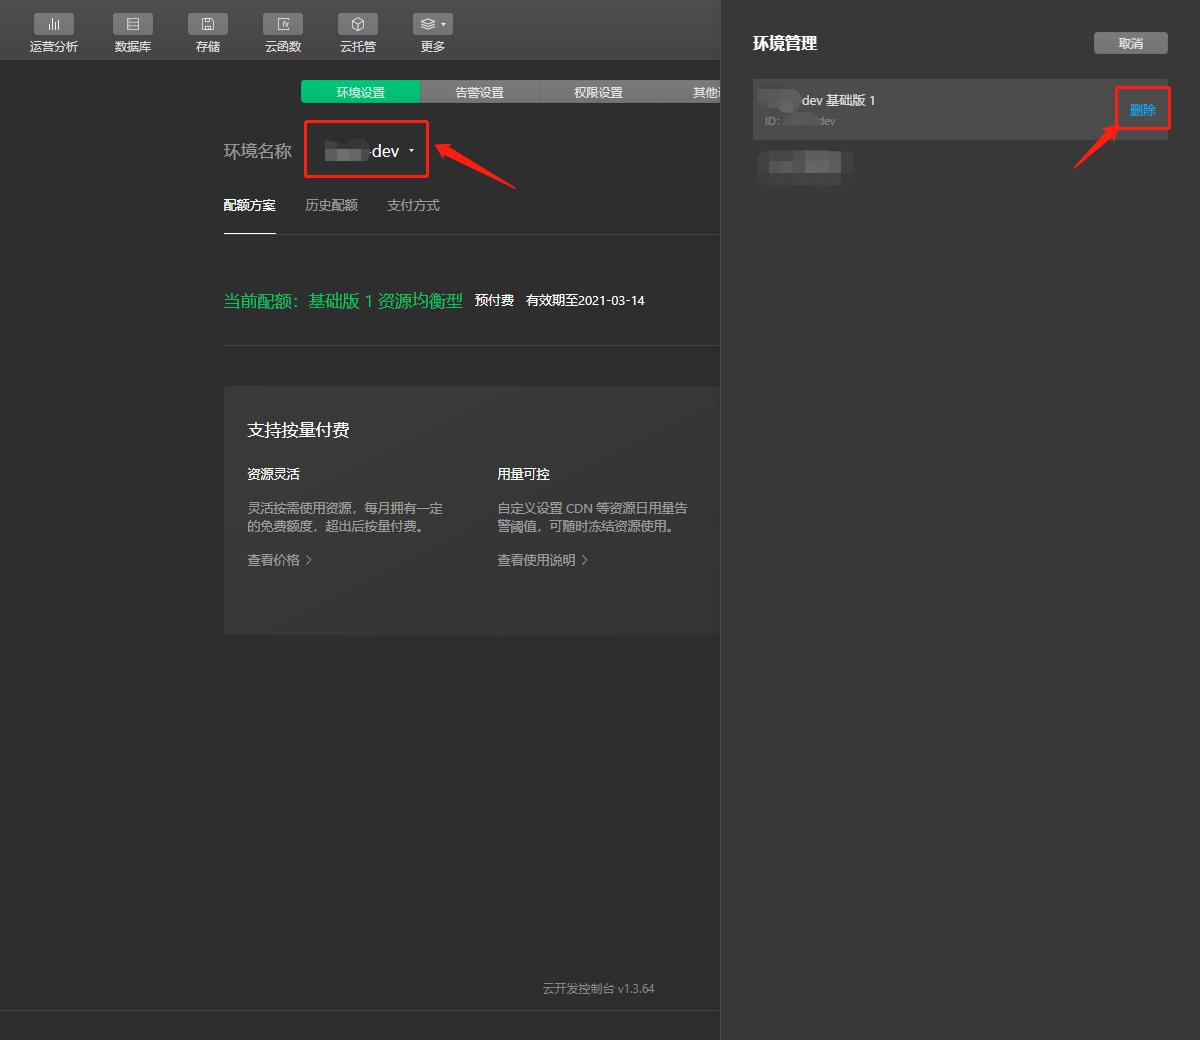 运营分析
数据库
存储
云函数
云托管
更多
环境设置
告警设置
权限设置
其他
环境名称
-dev
配额方案
历史配额
支付方式
当前配额：基础版 1 资源均衡型 预付费 有效期至2021-03-14
支持按量付费
资源灵活
灵活按需使用资源，每月拥有一定
的免费额度，超出后按量付费。
查看价格
用量可控
自定义设置 CDN 等资源日用量告
警阈值，可随时冻结资源使用。
查看使用说明
云开发控制台 v1.3.64
环境管理
取消
dev 基础版 1
ID: dev
删除